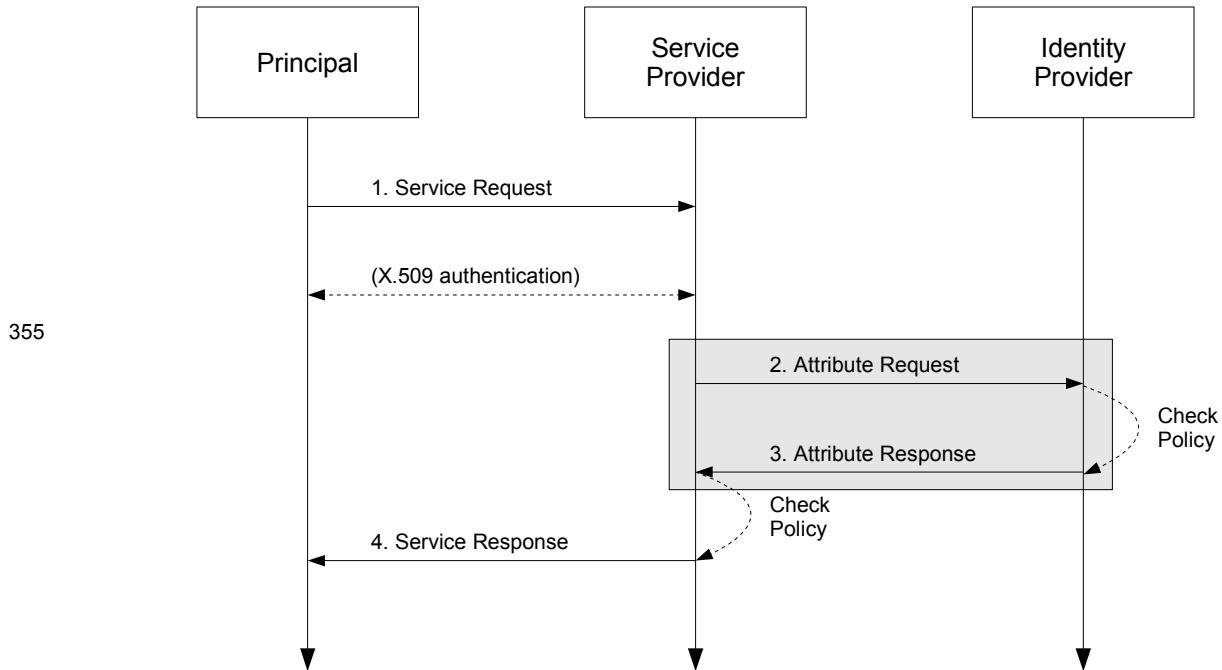 Principal
Service
Provider
Identity
Provider
1. Service Request
(X.509 authentication)
355
2. Attribute Request
Check
Policy
3. Attribute Response
Check
Policy
4. Service Response